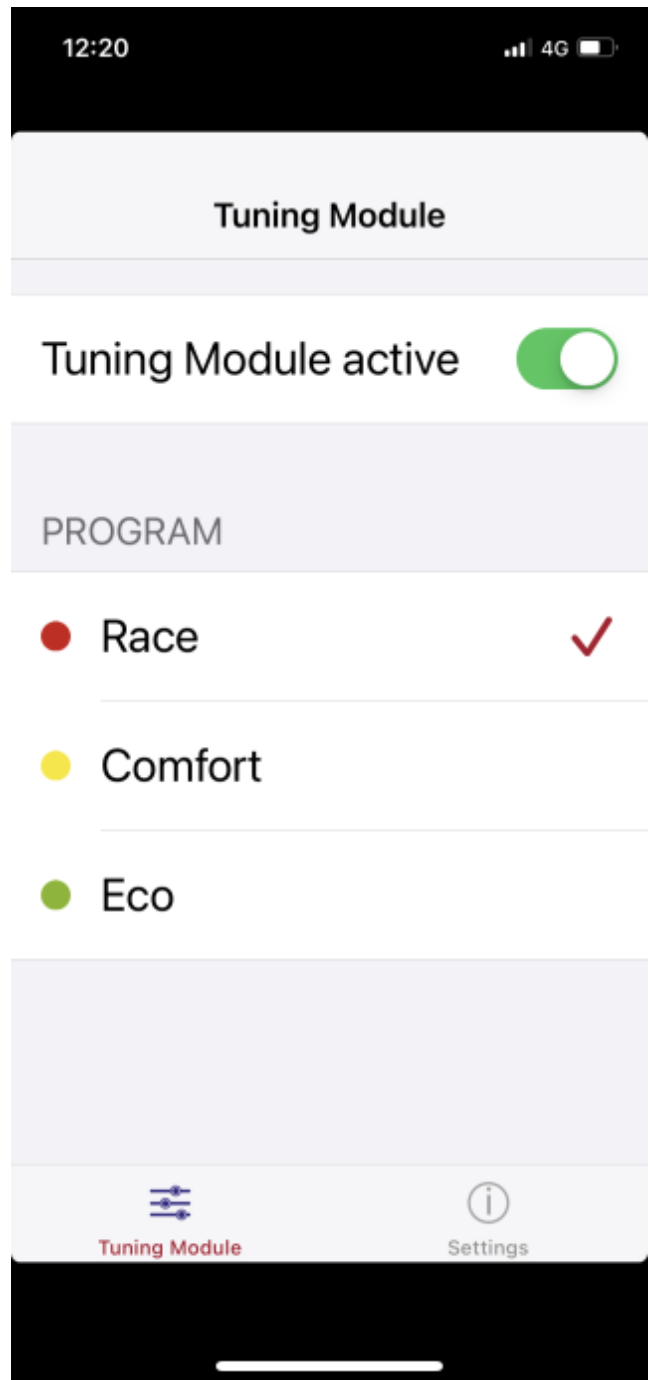 12:20 4G
Tuning Module
Tuning Module active
PROGRAM
Race
Comfort
Eco
Tuning Module Settings